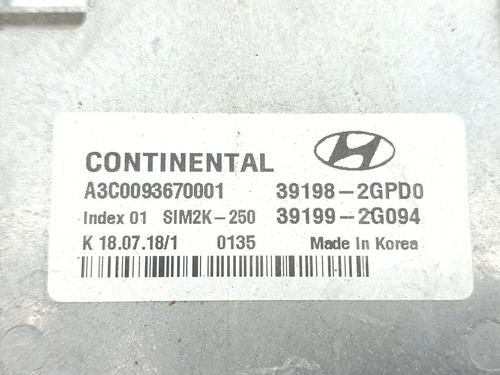 CONTINENTAL
A3C0093670001 39198-2GPD0
Index 01 SIM2K-250 39199-2G094
K 18.07.18/1 0135 Made in Korea